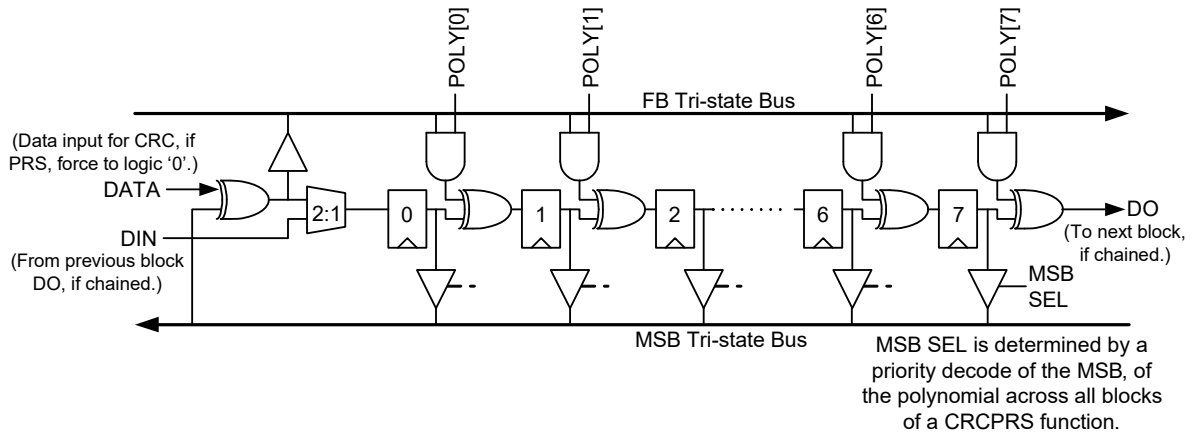 POLY[0]
POLY[1]
POLY[6]
POLY[7]
FB Tri-state Bus
(Data input for CRC, if
PRS, force to logic ‘0’.)
DATA
2:1
0
1
2
6
7
DO
DIN
(To next block,
if chained.)
(From previous block
DO, if chained.)
MSB
SEL
MSB Tri-state Bus
MSB SEL is determined by a
priority decode of the MSB, of
the polynomial across all blocks
of a CRCPRS function.